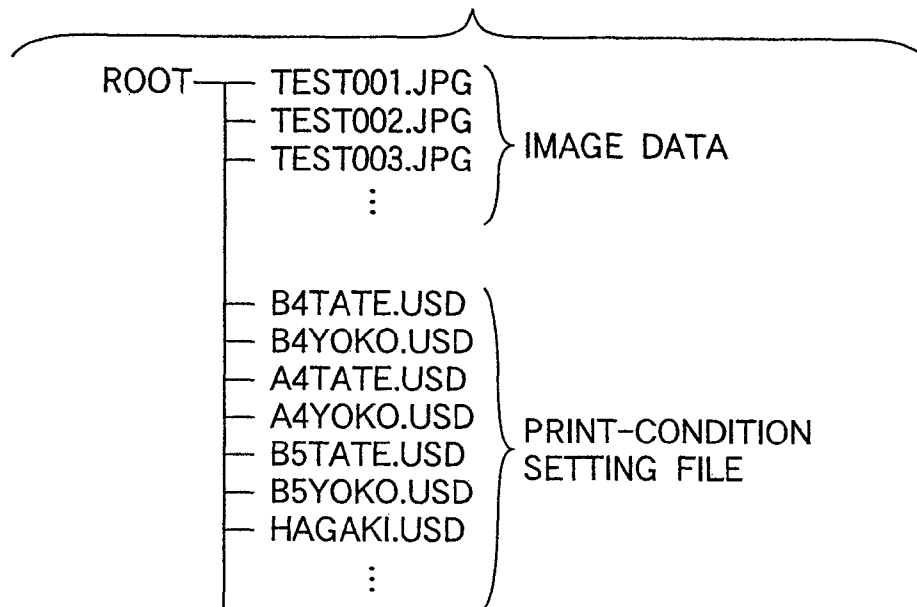 ROOT
TEST001.JPG
TEST002.JPG
TEST003.JPG
⋮
IMAGE DATA
B4TATE.USD
B4YOKO.USD
A4TATE.USD
A4YOKO.USD
B5TATE.USD
B5YOKO.USD
HAGAKI.USD
⋮
PRINT-CONDITION
SETTING FILE